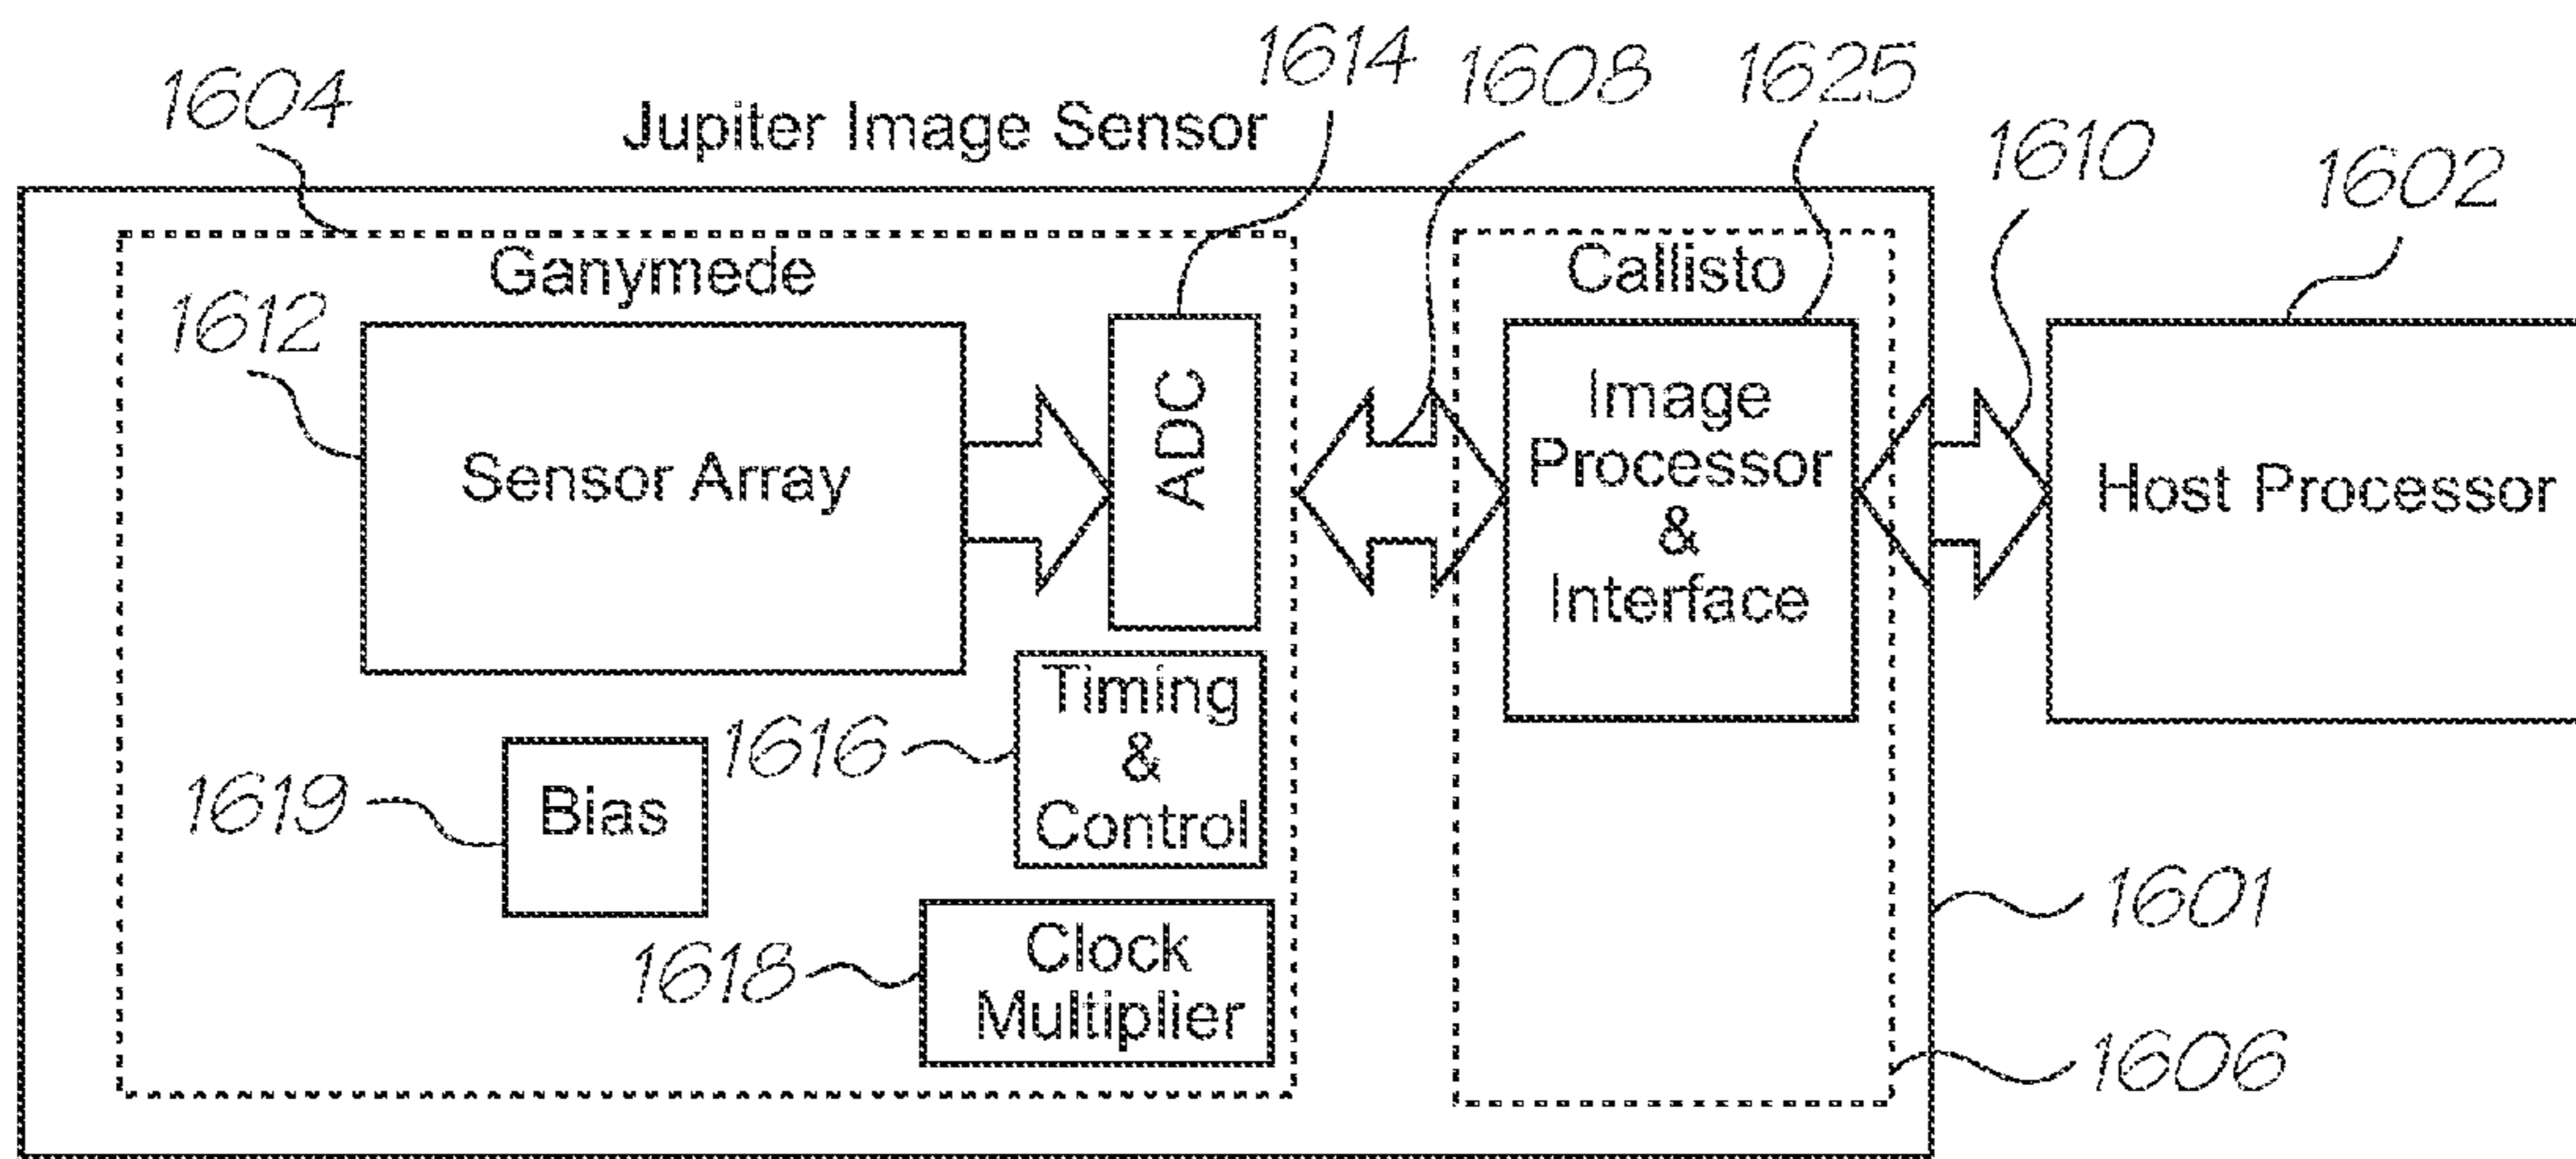 1614
1608
1625
1604
Jupiter Image Sensor
1610
1602
Ganymede
Callisto
1612
Sensor Array
ADC
Image
Processor
&
Interface
Host Processor
Timing
&
Control
1616
1619
Bias
1618
Clock
Multiplier
1601
1606